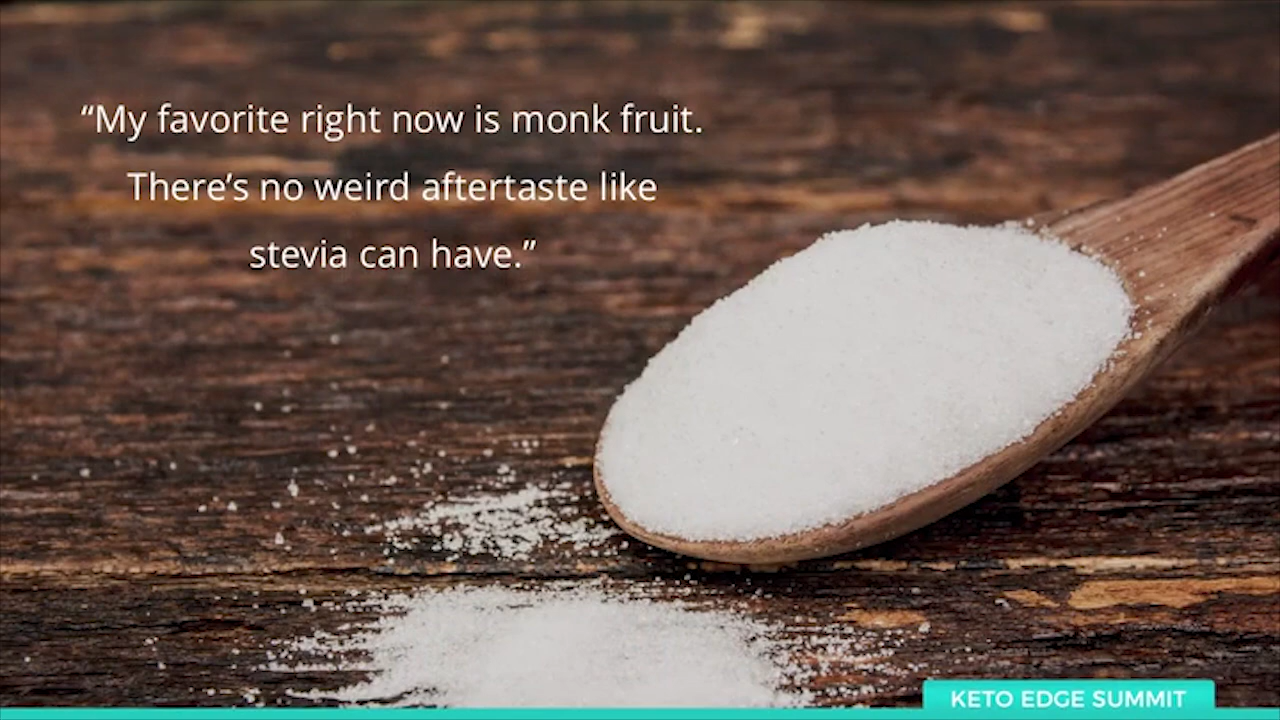 “My favorite right now is monk fruit.
There’s no weird aftertaste like
stevia can have.”
KETO EDGE SUMMIT